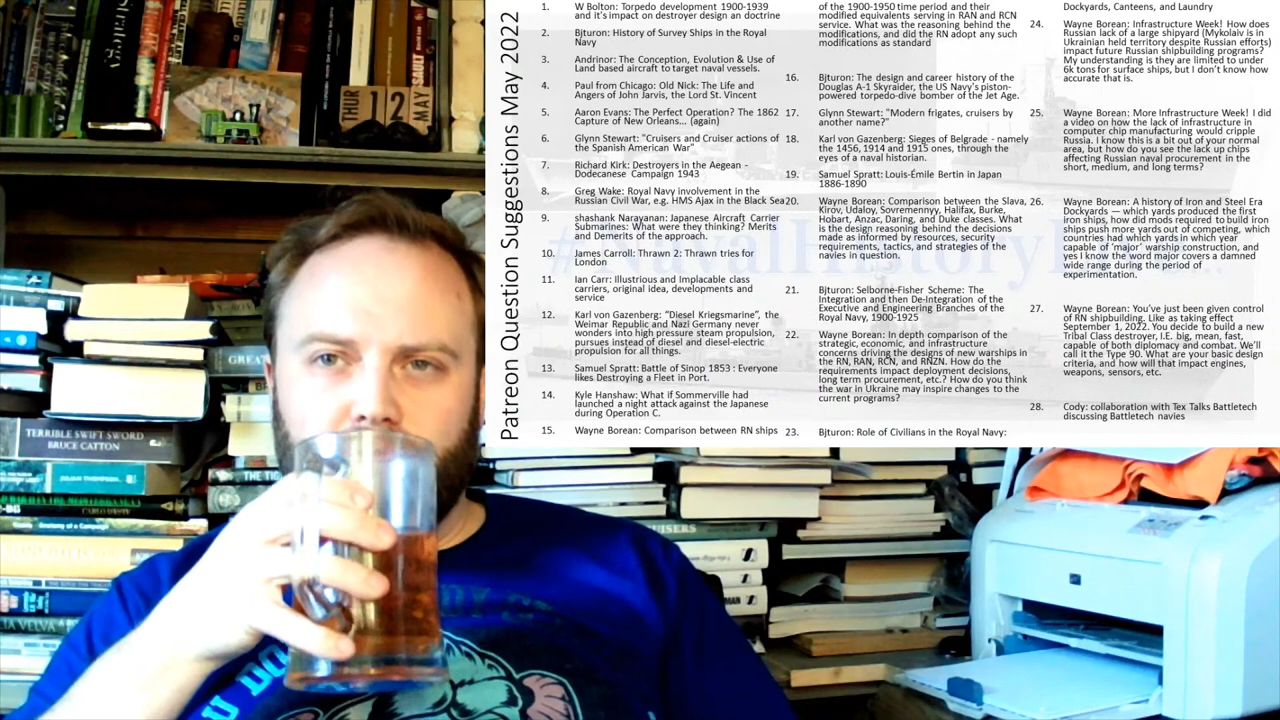 Patreon Question Suggestions May 2022
1. W Bolton: Torpedo development 1900-1939
and it's impact on destroyer design an doctrine
2. Bjturon: History of Survey Ships in the Royal
Navy
3. Andrinor: The Conception, Evolution & Use of
Land based aircraft to target naval vessels.
4. Paul from Chicago: Old Nick: The Life and
Angers of John Jarvis, the Lord St. Vincent
5. Aaron Evans: The Perfect Operation? The 1862
Capture of New Orleans... (again)
6. Glynn Stewart: "Cruisers and Cruiser actions of
the Spanish American War"
7. Richard Kirk: Destroyers in the Aegean -
Dodecanese Campaign 1943
8. Greg Wake: Royal Navy involvement in the
Russian Civil War, e.g. HMS Ajax in the Black Sea
9. shashank Narayanan: Japanese Aircraft Carrier
Submarines: What were they thinking? Merits
and Demerits of the approach.
10. James Carroll: Thrawn 2: Thrawn tries for
London
11. Ian Carr: Illustrious and Implacable class
carriers, original idea, developments and
service
12. Karl von Gazenberg: "Diesel Kriegsmarine", the
Weimar Republic and Nazi Germany never
wonders into high pressure steam propulsion,
pursues instead of diesel and diesel-electric
propulsion for all things.
13. Samuel Spratt: Battle of Sinop 1853 : Everyone
likes Destroying a Fleet in Port.
14. Kyle Hanshaw: What if Sommerville had
launched a night attack against the Japanese
during Operation C.
15. Wayne Borean: Comparison between RN ships
of the 1900-1950 time period and their
modified equivalents serving in RAN and RCN
service. What was the reasoning behind the
modifications, and did the RN adopt any such
modifications as standard
16. Bjturon: The design and career history of the
Douglas A-1 Skyraider, the US Navy's piston-
powered torpedo-dive bomber of the Jet Age.
17. Glynn Stewart: "Modern frigates, cruisers by
another name?"
18. Karl von Gazenberg: Sieges of Belgrade - namely
the 1456,1914 and 1915 ones, through the
eyes of a naval historian.
19. Samuel Spratt: Louis-Émile Bertin in Japan
1886-1890
20. Wayne Borean: Comparison between the Slava,
Kirov, Udaloy, Sovremennyy, Halifax, Burke,
Hobart, Anzac, Daring, and Duke classes. What
is the design reasoning behind the decisions
made as informed by resources, security
requirements, tactics, and strategies of the
navies in question.
21. Bjturon: Selborne-Fisher Scheme: The
Integration and then De-Integration of the
Executive and Engineering Branches of the
Royal Navy, 1900-1925
22. Wayne Borean: In depth comparison of the
strategic, economic, and infrastructure
concerns driving the designs of new warships in
the RN, RAN, RCN, and RNZN. How do the
requirements impact deployment decisions,
long term procurement, etc.? How do you think
the war in Ukraine may inspire changes to the
current programs?
23. Bjturon: Role of Civilians in the Royal Navy:
Dockyards, Canteens, and Laundry
24. Wayne Borean: Infrastructure Week! How does
Russian lack of a large shipyard (Mykolaiv is in
Ukrainian held territory despite Russian efforts)
impact future Russian shipbuilding programs?
My understanding is they are limited to under
6k tons for surface ships, but I don't know how
accurate that is.
25. Wayne Borean: More Infrastructure Week! I did
a video on how the lack of infrastructure in
computer chip manufacturing would cripple
Russia. I know this is a bit out of your normal
area, but how do you see the lack up chips
affecting Russian naval procurement in the
short, medium, and long terms?
26. Wayne Borean: A history of Iron and Steel Era
Dockyards — which yards produced the first
iron ships, how did mods required to build iron
ships push more yards out of competing, which
countries had which yards in which year
capable of 'major' warship construction, and
yes I know the word major covers a damned
wide range during the period of
experimentation.
27. Wayne Borean: You've just been given control
of RN shipbuilding. Like as taking effect
September 1, 2022. You decide to build a new
Tribal Class destroyer, I.E. big, mean, fast,
capable of both diplomacy and combat. We'll
call it the Type 90. What are your basic design
criteria, and how will that impact engines,
weapons, sensors, etc.
28. Cody: collaboration with Tex Talks Battletech
discussing Battletech navies
THUR 12 MAY
GREAT
TERRIBLE SWIFT SWORD
BRUCE CATTON
Anatomy of a Campaign